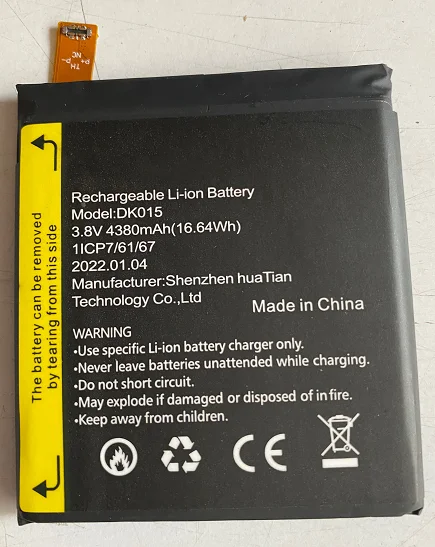 TH P-
P+ NC
Rechargeable Li-ion Battery
Model:DK015
3.8V 4380mAh(16.64Wh)
1ICP7/61/67
2022.01.04
Manufacturer:Shenzhen huaTian
Technology Co.,Ltd
Made in China
WARNING
•Use specific Li-ion battery charger only.
•Never leave batteries unattended while charging.
•Do not short circuit.
•May explode if damaged or disposed of in fire.
•Keep away from children.
CE
The battery can be removed
by tearing from this side